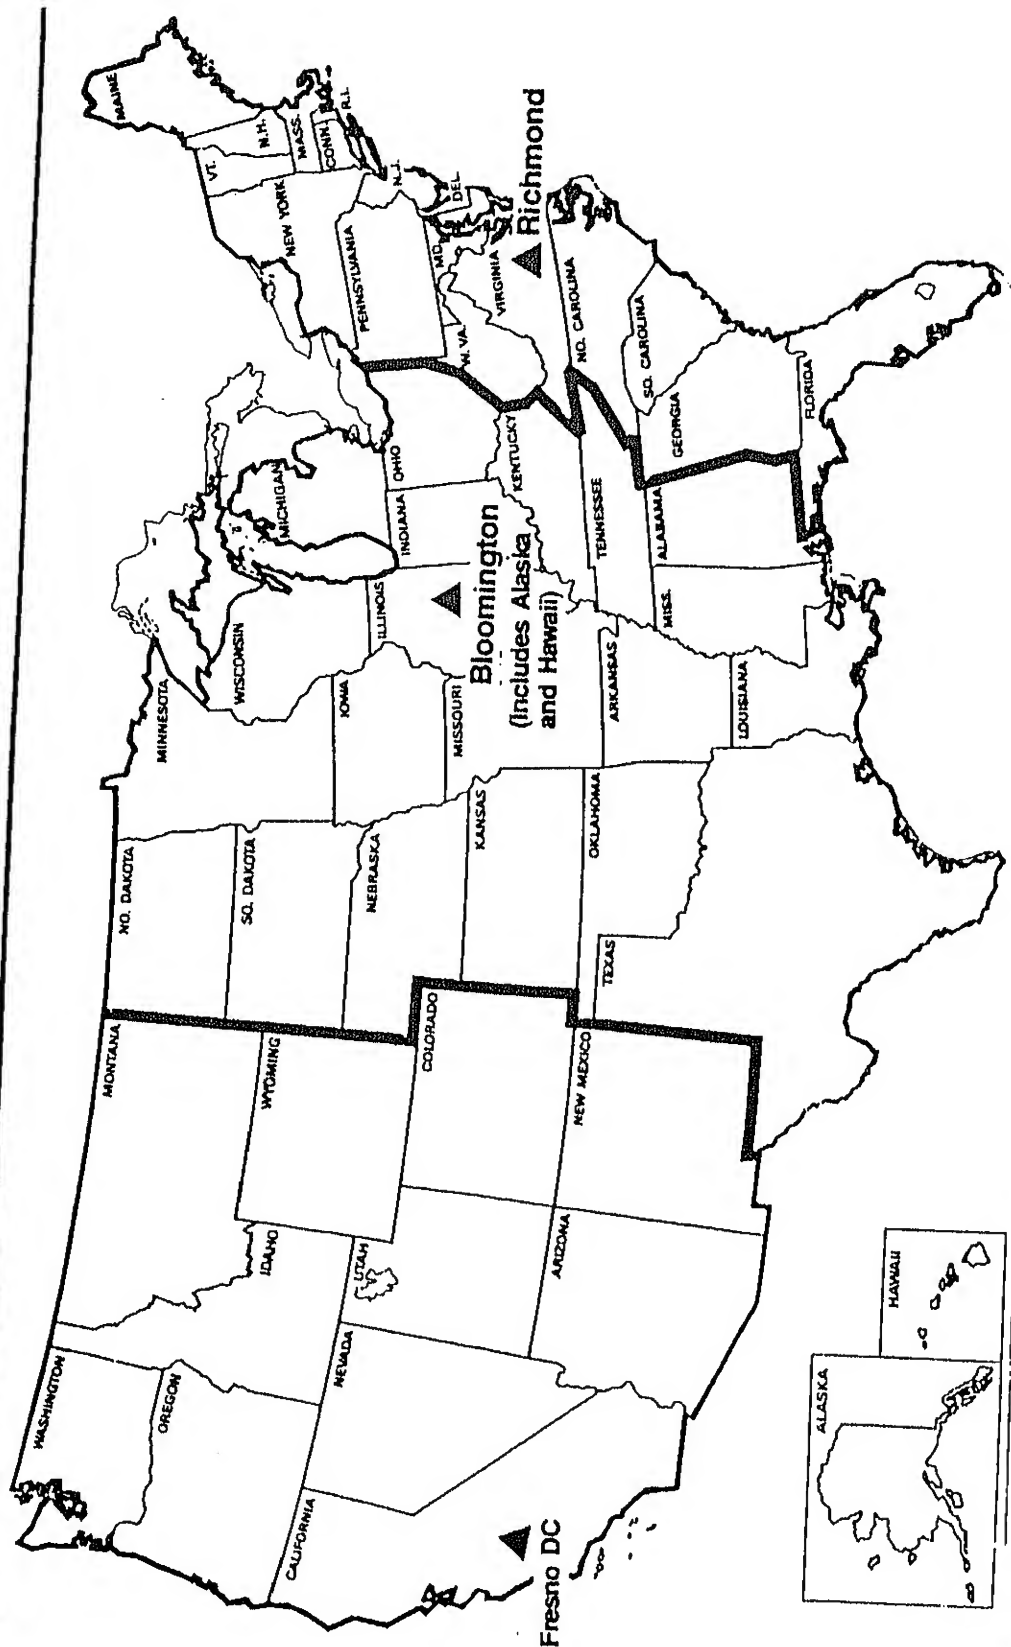 WASHINGTON
OREGON
CALIFORNIA
NEVADA
IDAHO
UTAH
ARIZONA
MONTANA
WYOMING
COLORADO
NEW MEXICO
NO. DAKOTA
SO. DAKOTA
NEBRASKA
KANSAS
OKLAHOMA
TEXAS
MINNESOTA
IOWA
MISSOURI
ARKANSAS
LOUISIANA
WISCONSIN
ILLINOIS
MICHIGAN
INDIANA
OHIO
KENTUCKY
TENNESSEE
MISS.
ALABAMA
GEORGIA
FLORIDA
SO. CAROLINA
NO. CAROLINA
VIRGINIA
W. VA.
MD.
DEL.
PENNSYLVANIA
N.J.
NEW YORK
CONN.
R.I.
MASS.
VT.
N.H.
MAINE
Fresno DC
Bloomington
(Includes Alaska
and Hawaii)
Richmond
ALASKA
HAWAII